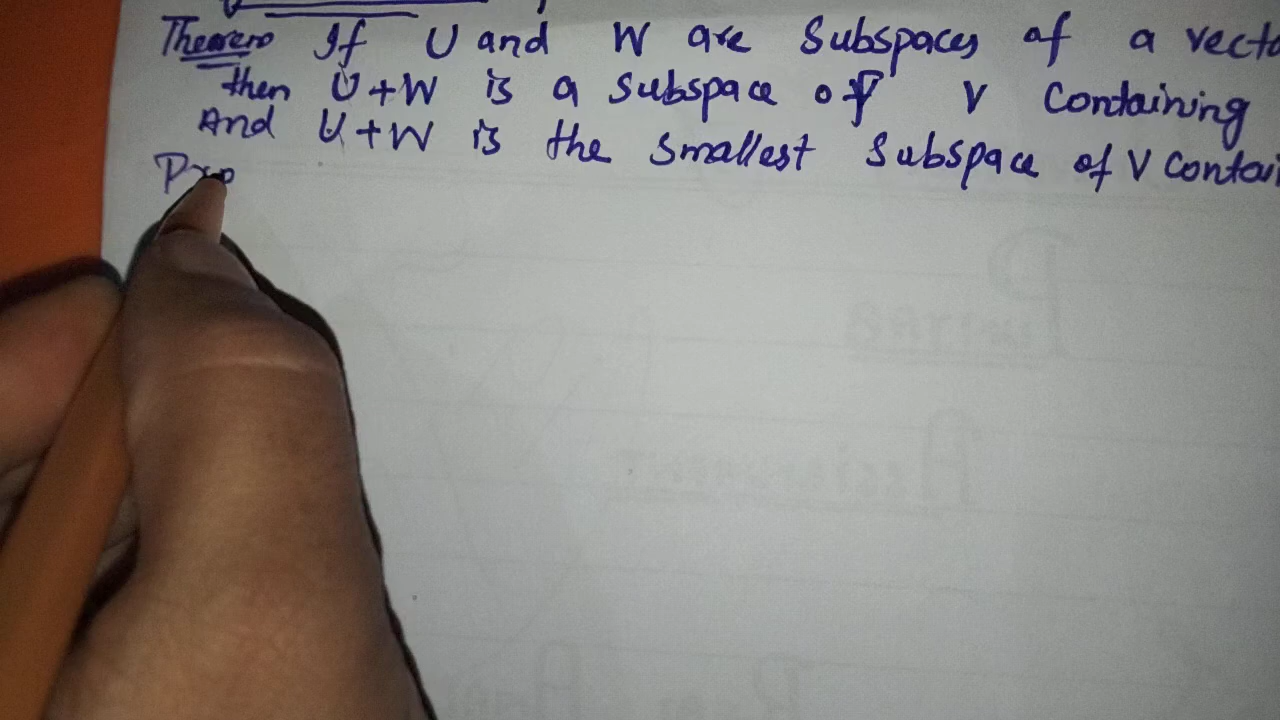 Theorem If U and W are Subspaces of a vecto
then U+W is a subspace of V Containing
And U+W is the smallest Subspace of V Contai
Pro